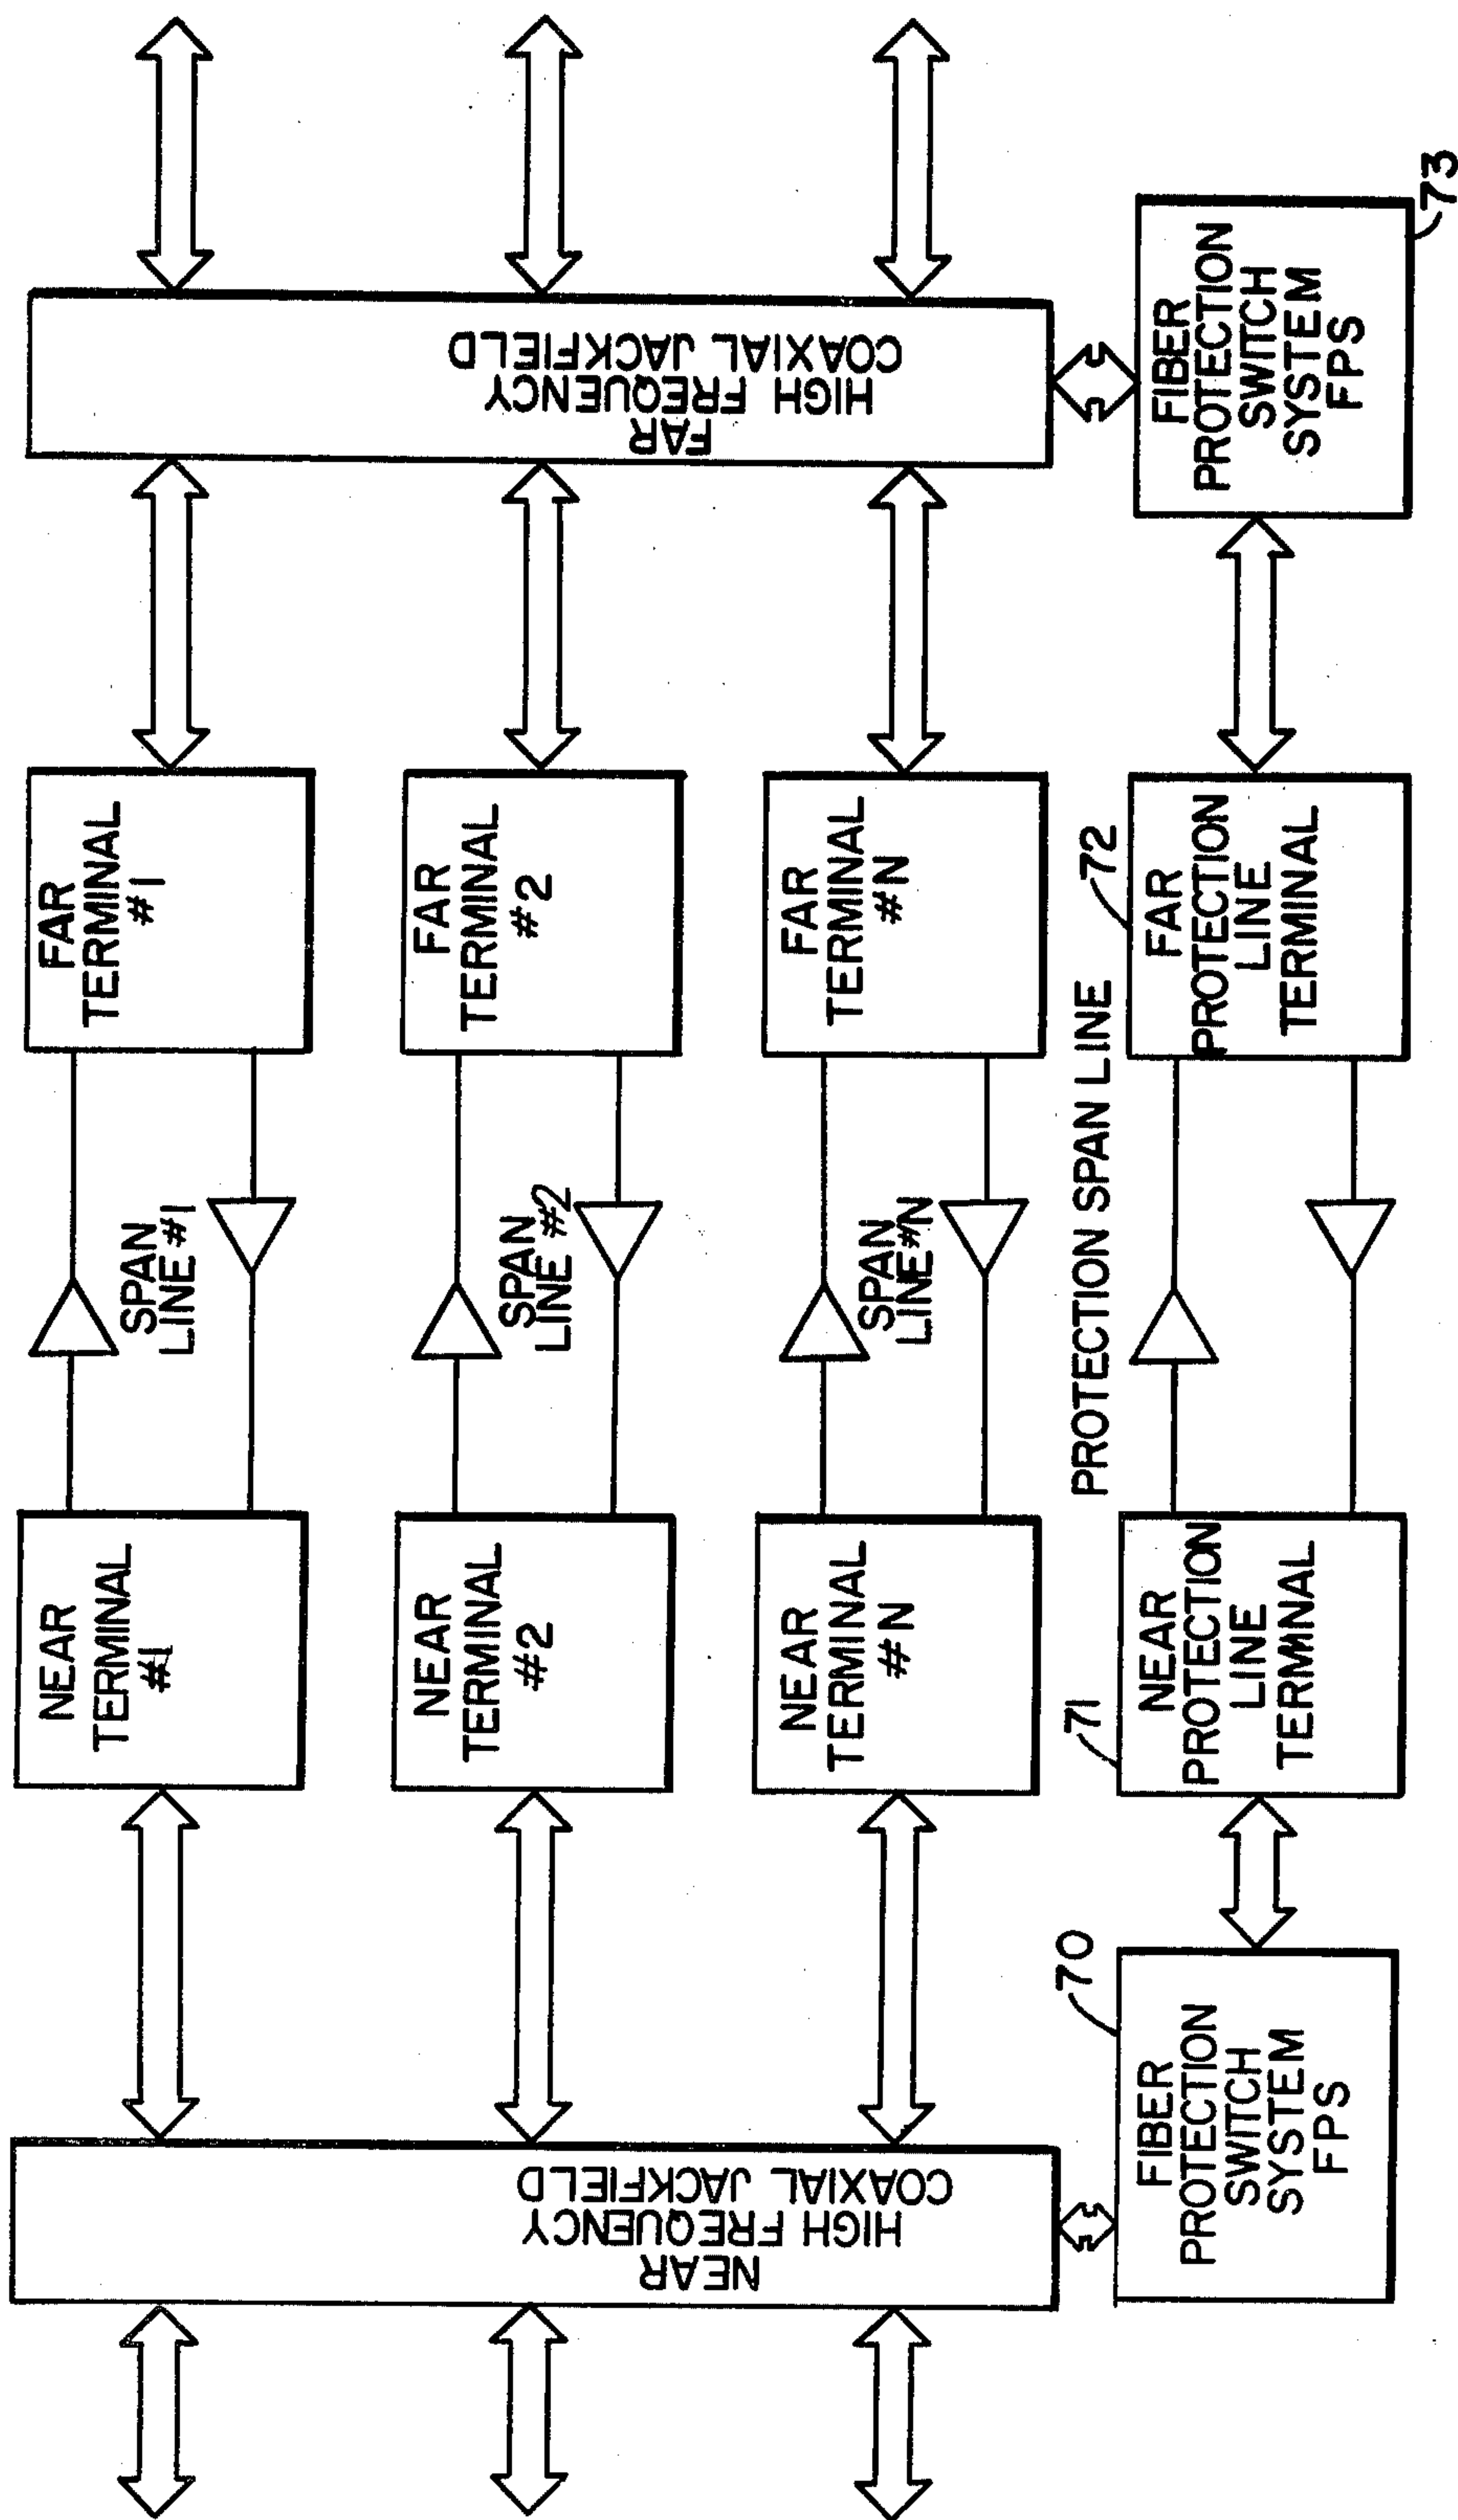 NEAR
HIGH FREQUENCY
COAXIAL JACKFIELD
NEAR
TERMINAL
#1
SPAN
LINE #1
FAR
TERMINAL
#1
FAR
HIGH FREQUENCY
COAXIAL JACKFIELD
NEAR
TERMINAL
#2
SPAN
LINE #2
FAR
TERMINAL
#2
NEAR
TERMINAL
#N
SPAN
LINE#N
FAR
TERMINAL
#N
PROTECTION SPAN LINE
70
FIBER
PROTECTION
SWITCH
SYSTEM
FPS
71
NEAR
PROTECTION
LINE
TERMINAL
72
FAR
PROTECTION
LINE
TERMINAL
FIBER
PROTECTION
SWITCH
SYSTEM
FPS
73